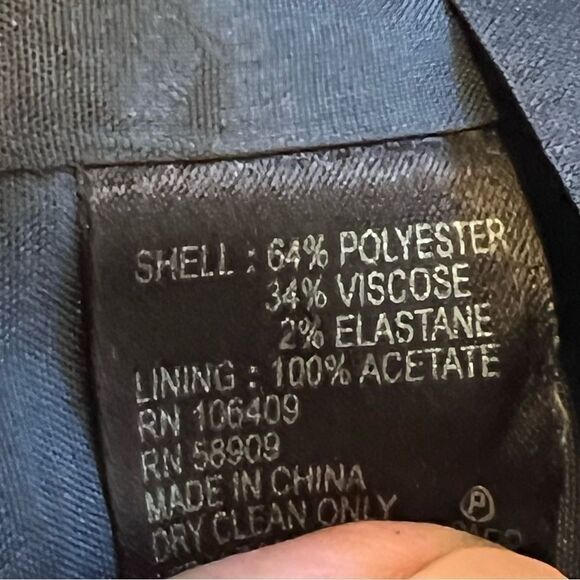 SHELL : 64% POLYESTER
34% VISCOSE
2% ELASTANE
LINING : 100% ACETATE
RN 106409
RN 58909
MADE IN CHINA
DRY CLEAN ONLY
P